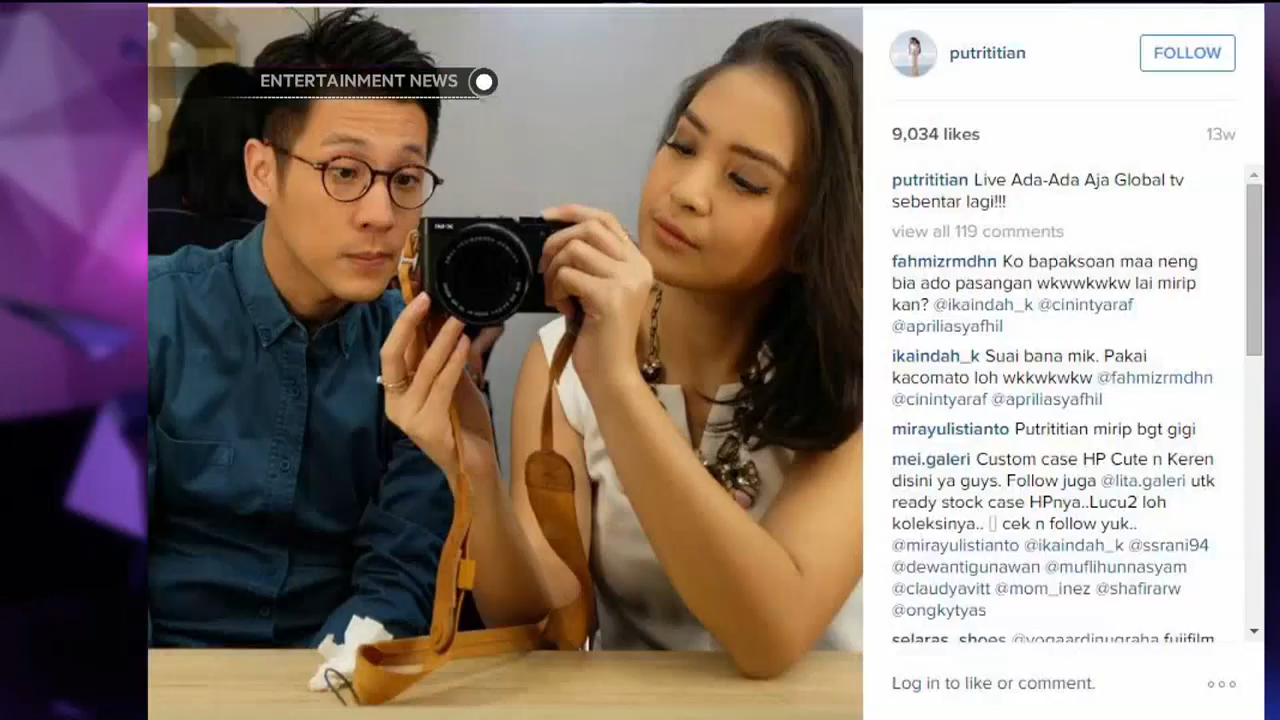 ENTERTAINMENT NEWS
putrititian
FOLLOW
9,034 likes
13w
putrititian Live Ada-Ada Aja Global tv
sebentar lagi!!!
view all 119 comments
fahmizrmdhn Ko bapaksoan maa neng
bia ado pasangan wkwwkwkw lai mirip
kan? @ikaindah_k @cinintyaraf
@apriliasyafhil
ikaindah_k Suai bana mik. Pakai
kacomato loh wkkwkwkw @fahmizrmdhn
@cinintyaraf @apriliasyafhil
mirayulistianto Putrititian mirip bgt gigi
mei.galeri Custom case HP Cute n Keren
disini ya guys. Follow juga @lita.galeri utk
ready stock case HPnya..Lucu2 loh
koleksinya.. cek n follow yuk..
@mirayulistianto @ikaindah_k @ssrani94
@dewantigunawan @muflihunnasyam
@claudyavitt @mom_inez @shafirarw
@ongkytyas
selaras_shoes @yogaardinugraha fujifilm
Log in to like or comment.